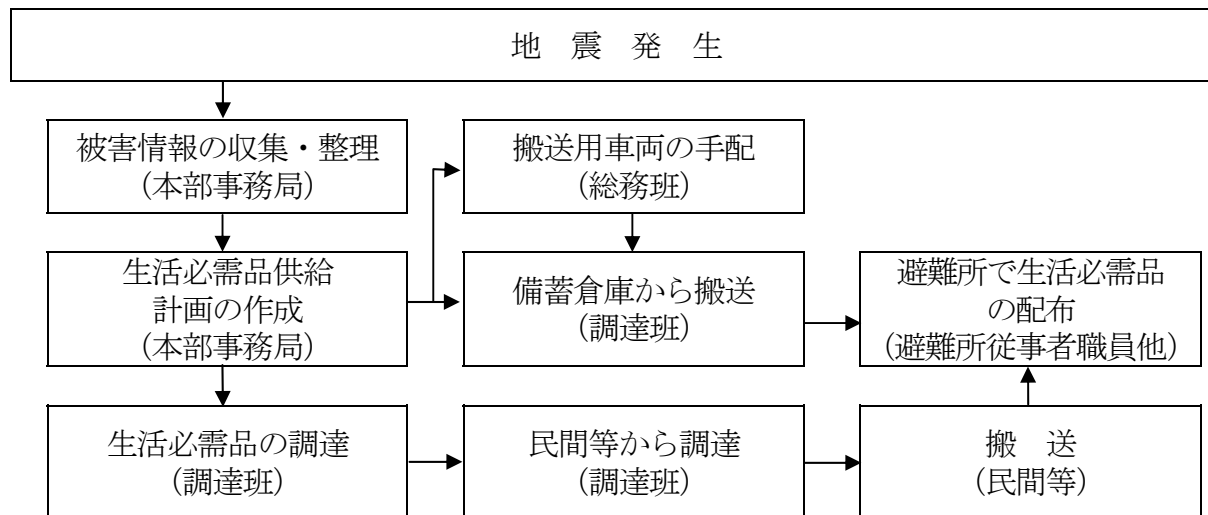 地 震 発 生
被害情報の収集・整理
(本部事務局)
搬送用車両の手配
(総務班)
生活必需品供給
計画の作成
(本部事務局)
備蓄倉庫から搬送
(調達班)
避難所で生活必需品
の配布
(避難所従事者職員他)
生活必需品の調達
(調達班)
民間等から調達
(調達班)
搬 送
(民間等)